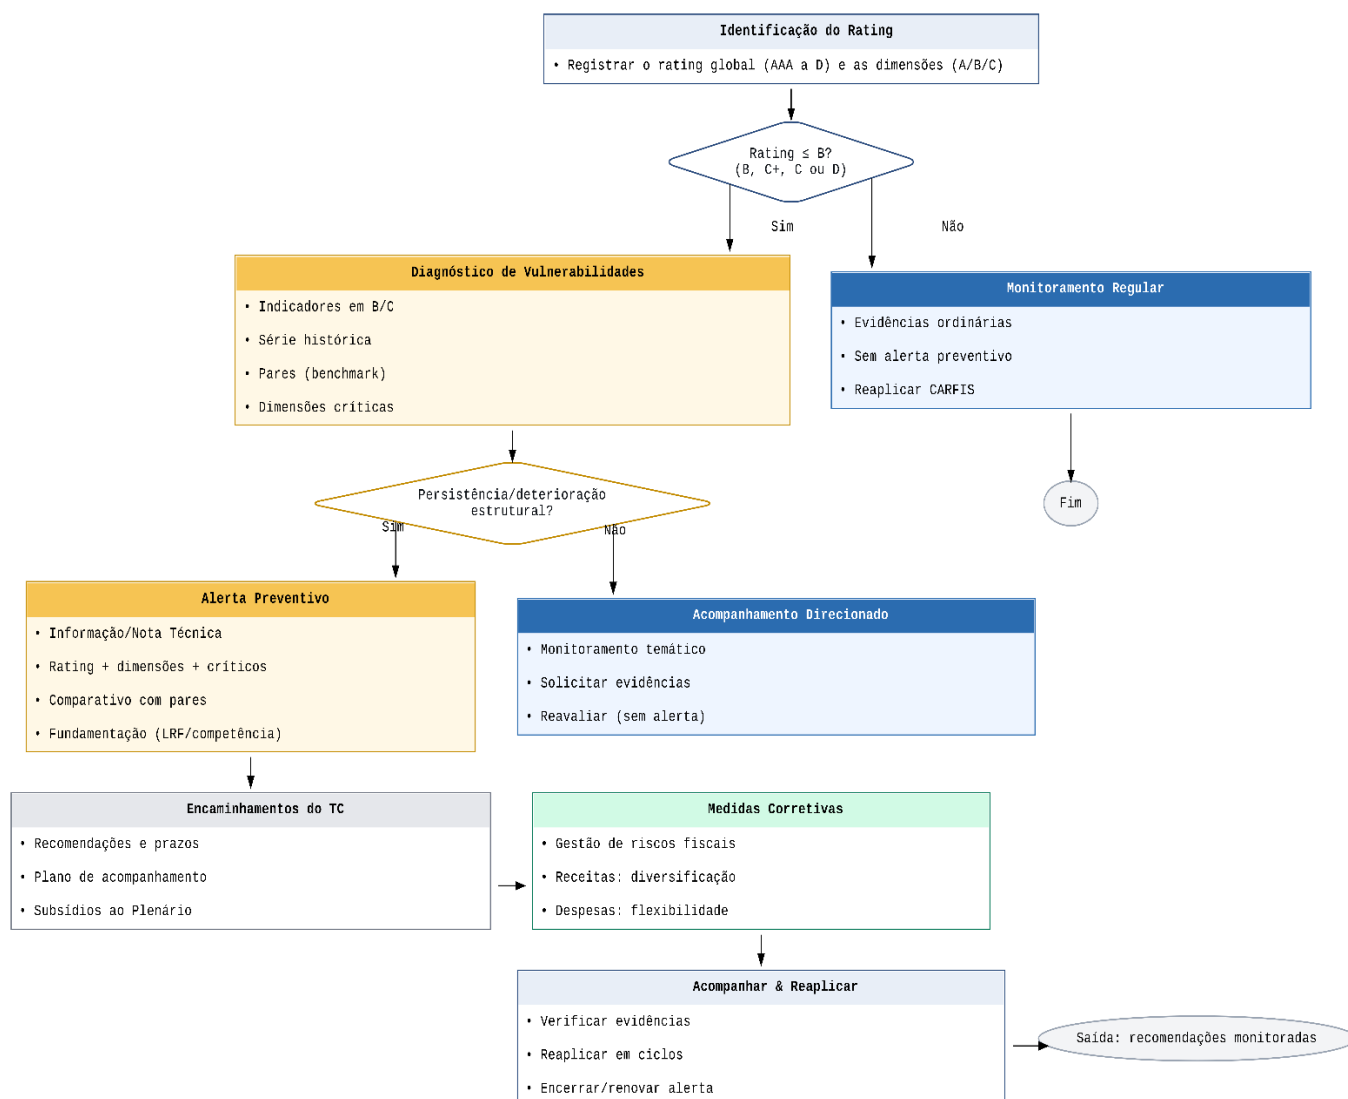 Identificação do Rating
• Registrar o rating global (AAA a D) e as dimensões (A/B/C)
Rating ≤ B?
(B, C+, C ou D)
Sim
Não
Diagnóstico de Vulnerabilidades
• Indicadores em B/C
• Série histórica
• Pares (benchmark)
• Dimensões críticas
Monitoramento Regular
• Evidências ordinárias
• Sem alerta preventivo
• Reaplicar CARFIS
Fim
Persistência/deterioração
estrutural?
Sim
Não
Alerta Preventivo
• Informação/Nota Técnica
• Rating + dimensões + críticos
• Comparativo com pares
• Fundamentação (LRF/competência)
Acompanhamento Direcionado
• Monitoramento temático
• Solicitar evidências
• Reavaliar (sem alerta)
Encaminhamentos do TC
• Recomendações e prazos
• Plano de acompanhamento
• Subsídios ao Plenário
Medidas Corretivas
• Gestão de riscos fiscais
• Receitas: diversificação
• Despesas: flexibilidade
Acompanhar & Reaplicar
• Verificar evidências
• Reaplicar em ciclos
• Encerrar/renovar alerta
Saída: recomendações monitoradas